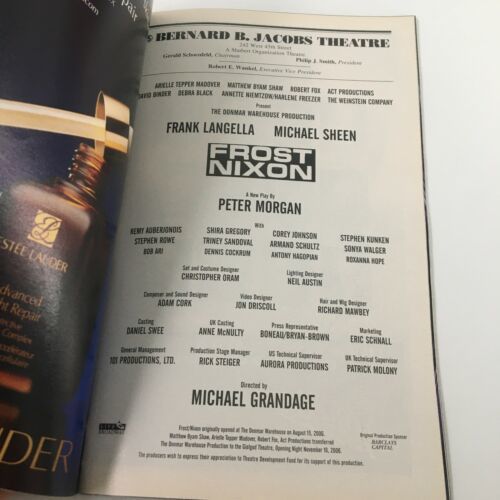 BERNARD B. JACOBS THEATRE
242 West 45th Street
A Shubert Organization Theatre
Gerald Schoenfeld, Chairman Philip J. Smith, President
Robert E. Wankel, Executive Vice President
ARIELLE TEPPER MADOVER MATTHEW BYAM SHAW ROBERT FOX ACT PRODUCTIONS
DAVID BINDER DEBRA BLACK ANNETTE NIEMTZOW/HARLENE FREEZER THE WEINSTEIN COMPANY
Present
THE DONMAR WAREHOUSE PRODUCTION
FRANK LANGELLA MICHAEL SHEEN
FROST
NIXON
A New Play By
PETER MORGAN
With
REMY AUBERJONOIS SHIRA GREGORY COREY JOHNSON STEPHEN KUNKEN
STEPHEN ROWE TRINEY SANDOVAL ARMAND SCHULTZ SONYA WALGER
BOB ARI DENNIS COCKRUM ANTONY HAGOPIAN ROXANNA HOPE
Set and Costume Designer Lighting Designer
CHRISTOPHER ORAM NEIL AUSTIN
Composer and Sound Designer Video Designer Hair and Wig Designer
ADAM CORK JON DRISCOLL RICHARD MAWBEY
Casting UK Casting Press Representative Marketing
DANIEL SWEE ANNE McNULTY BONEAU/BRYAN-BROWN ERIC SCHNALL
General Management Production Stage Manager US Technical Supervisor UK Technical Supervisor
101 PRODUCTIONS, LTD. RICK STEIGER AURORA PRODUCTIONS PATRICK MOLONY
Directed by
MICHAEL GRANDAGE
Frost/Nixon originally opened at The Donmar Warehouse on August 15, 2006.
Matthew Byam Shaw, Arielle Tepper Madover, Robert Fox, Act Productions transferred
The Donmar Warehouse Production to the Gielgud Theatre, Opening Night November 16, 2006.
The producers wish to express their appreciation to Theatre Development Fund for its support of this production.
Original Production Sponsor
BARCLAYS
CAPITAL
LIVE
BROADWAY
ESTEE LAUDER
Advanced
Night Repair
Complex
.com
pair